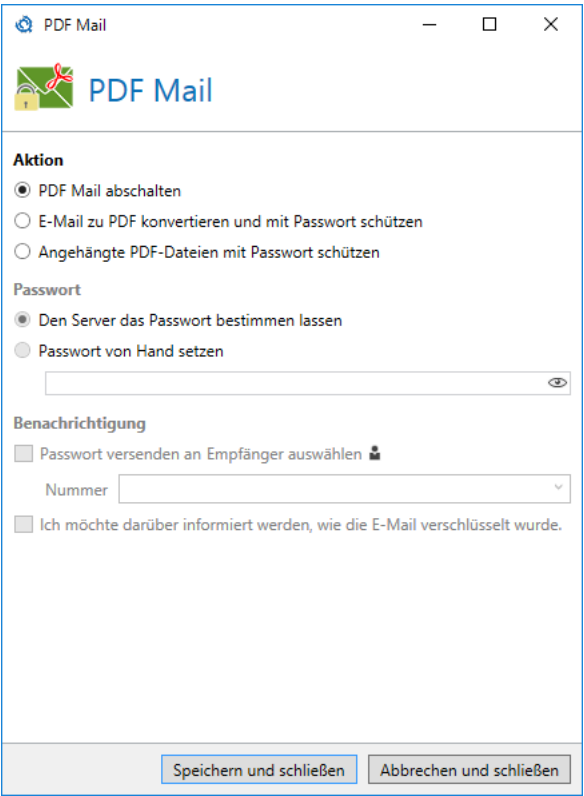 PDF Mail
PDF Mail
Aktion
PDF Mail abschalten
E-Mail zu PDF konvertieren und mit Passwort schützen
Angehängte PDF-Dateien mit Passwort schützen
Passwort
Den Server das Passwort bestimmen lassen
Passwort von Hand setzen
Benachrichtigung
Passwort versenden an Empfänger auswählen
Nummer
Ich möchte darüber informiert werden, wie die E-Mail verschlüsselt wurde.
Speichern und schließen Abbrechen und schließen